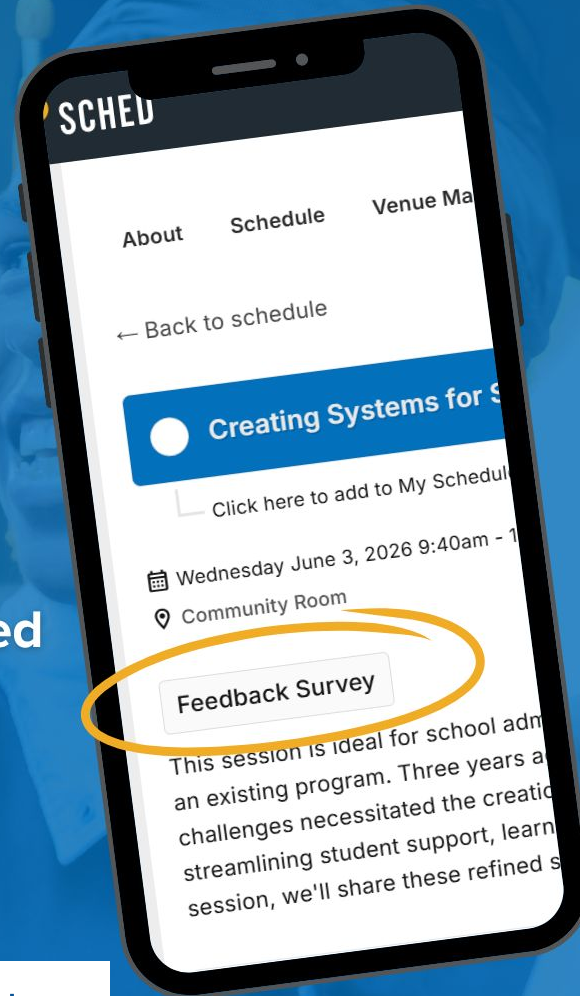 SCHED
About Schedule Venue Ma
← Back to schedule
Creating Systems for S
Click here to add to My Schedul
Wednesday June 3, 2026 9:40am - 1
Community Room
ed
Feedback Survey
This session is ideal for school adm
an existing program. Three years a
challenges necessitated the creatio
streamlining student support, learn
session, we'll share these refined s